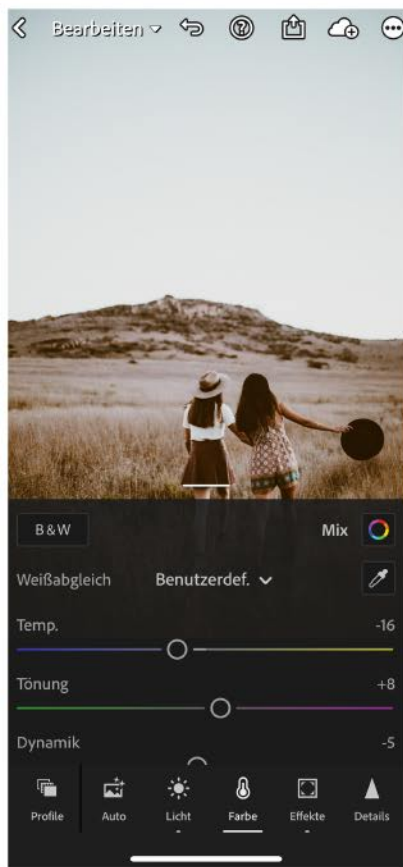 Bearbeiten
B&W
Mix
Weißabgleich Benutzerdef.
Temp. -16
Tönung +8
Dynamik -5
Profile Auto Licht Farbe Effekte Details